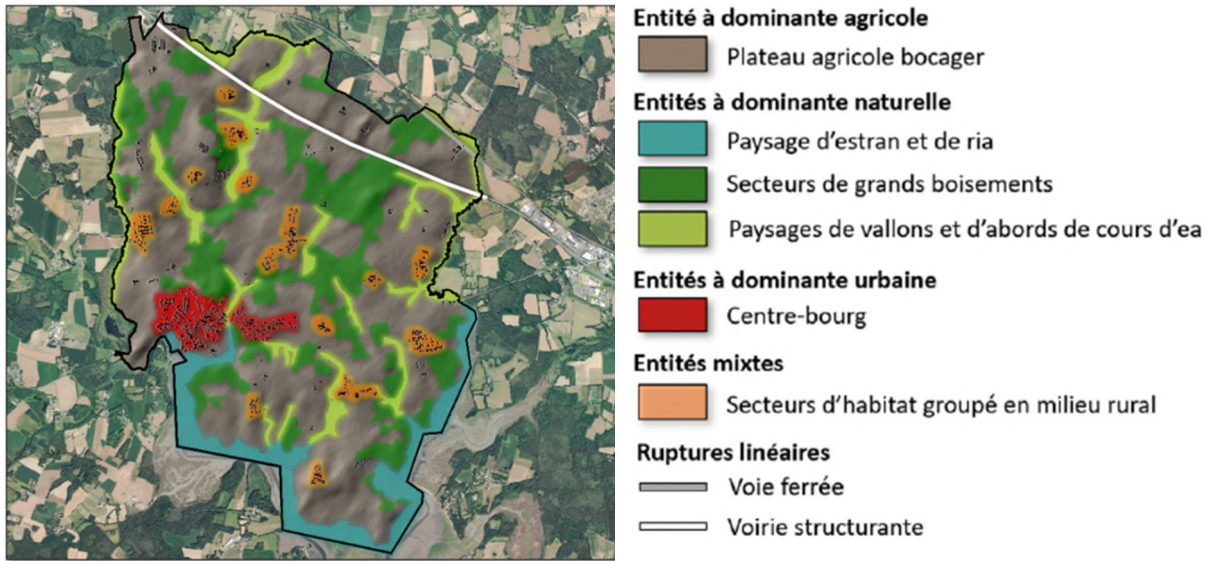 Entité à dominante agricole
Plateau agricole bocager
Entités à dominante naturelle
Paysage d'estran et de ria
Secteurs de grands boisements
Paysages de vallons et d'abords de cours d'ea
Entités à dominante urbaine
Centre-bourg
Entités mixtes
Secteurs d'habitat groupé en milieu rural
Ruptures linéaires
Voie ferrée
Voirie structurante